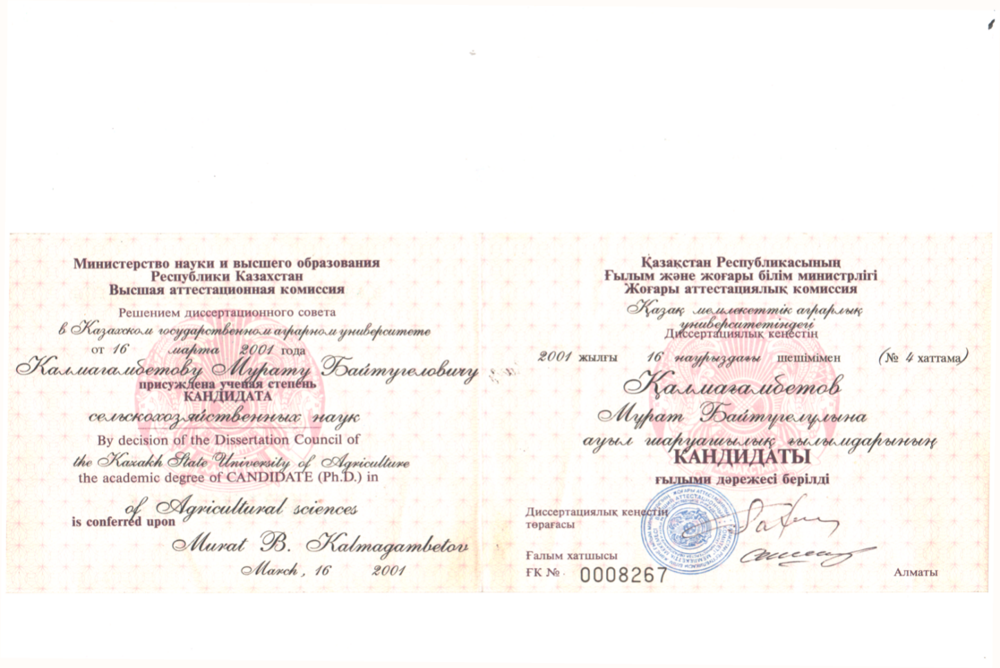 Министерство науки и высшего образования
Республики Казахстан
Высшая аттестационная комиссия
Решением диссертационного совета
в Казахском государственном аграрном университете
от 16 марта 2001 года
Калмагамбетову Мурату Байтугеловичу
присуждена ученая степень
КАНДИДАТА
сельскохозяйственных наук
By decision of the Dissertation Council of
the Kazakh State University of Agriculture
the academic degree of CANDIDATE (Ph.D.) in
of Agricultural sciences
is conferred upon
Murat B. Kalmagambetov
March, 16 2001
Қазақстан Республикасының
Ғылым және жоғары білім министрлігі
Жоғары аттестациялық комиссия
Қазақ мемлекеттік аграрлық
университетіндегі
Диссертациялық кеңестің
2001 жылғы 16 наурыздағы шешімімен (№ 4 хаттама)
Қалмағамбетов
Мұрат Байтугелұлына
ауыл шаруашылық ғылымдарының
КАНДИДАТЫ
ғылыми дәрежесі берілді
Диссертациялық кеңестің
төрағасы
Ғалым хатшысы
ҒК № 0008267
Алматы